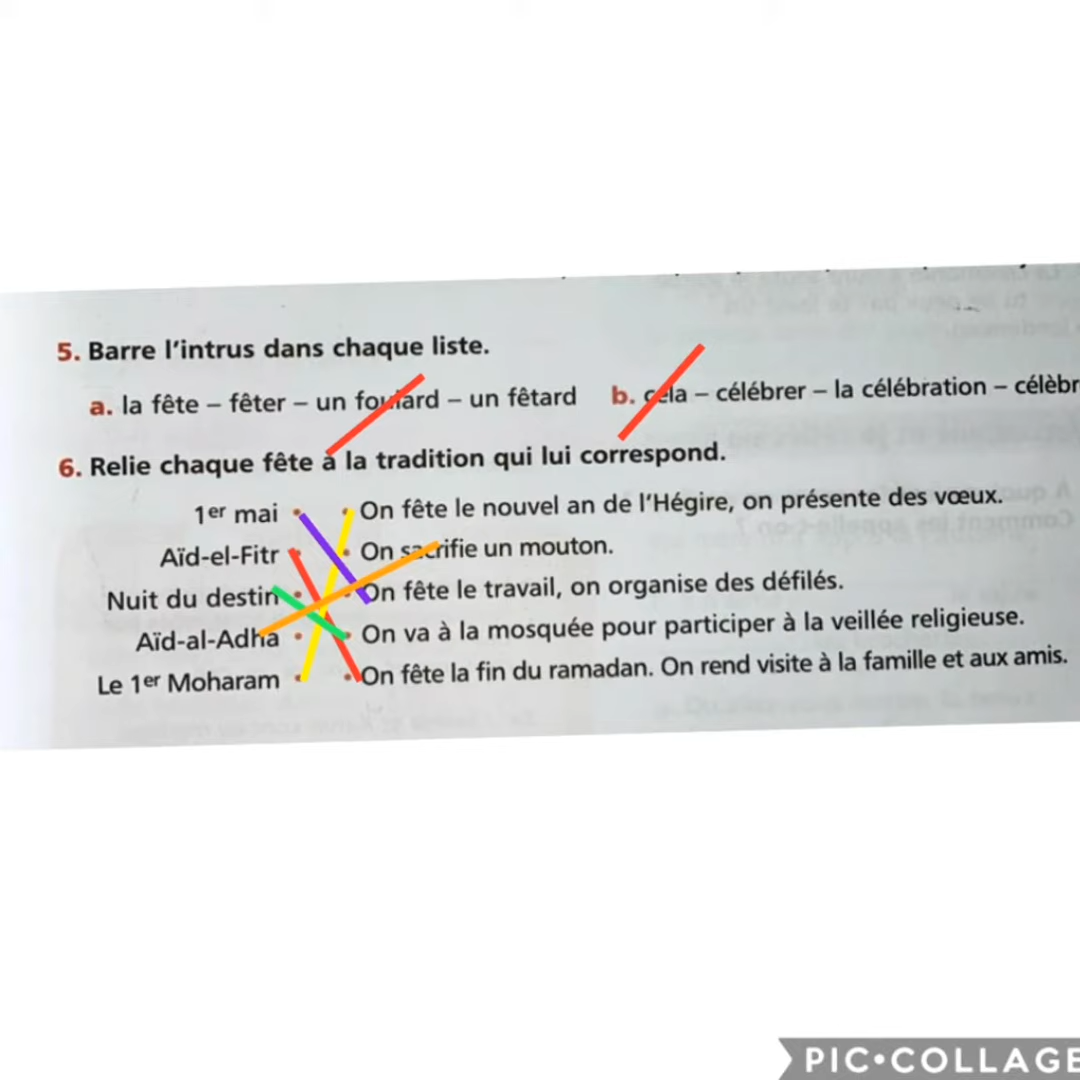 5. Barre l'intrus dans chaque liste.
a. la fête – fêter – un foulard – un fêtard b. cela – célébrer – la célébration – célèbr
6. Relie chaque fête à la tradition qui lui correspond.
1er mai • • On fête le nouvel an de l'Hégire, on présente des vœux.
Aïd-el-Fitr • • On sacrifie un mouton.
Nuit du destin • • On fête le travail, on organise des défilés.
Aïd-al-Adha • • On va à la mosquée pour participer à la veillée religieuse.
Le 1er Moharam • • On fête la fin du ramadan. On rend visite à la famille et aux amis.
PIC•COLLAGE